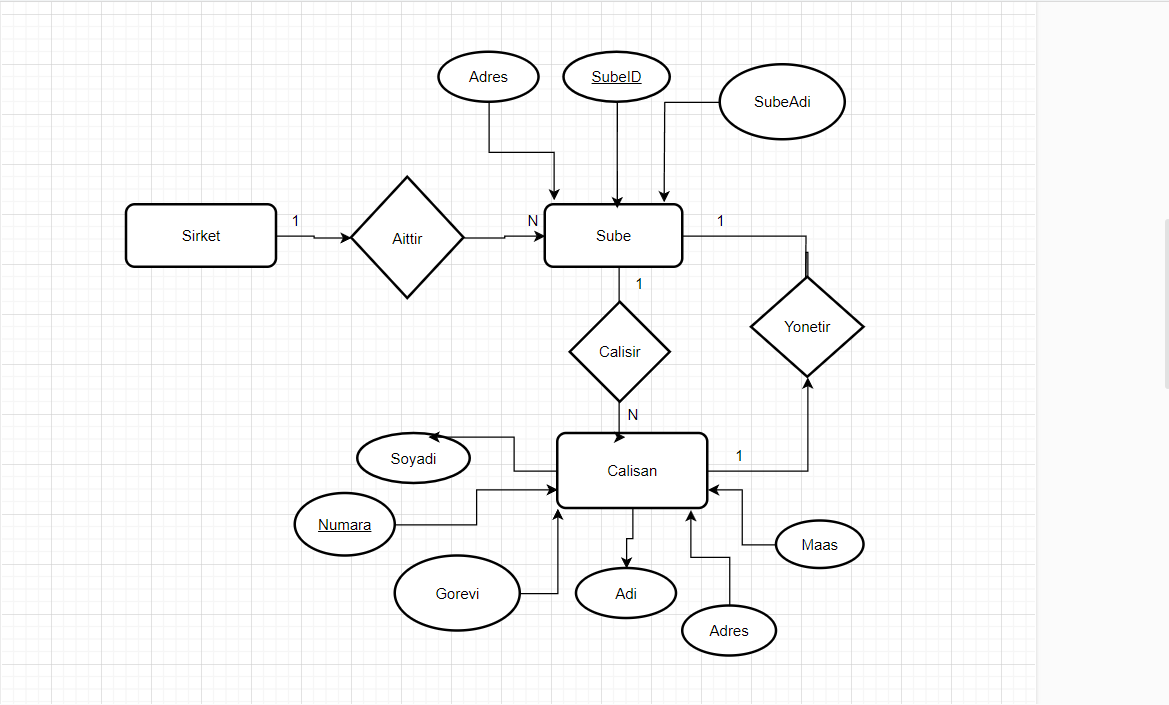 Adres
SubeID
SubeAdi
Sirket
1
Aittir
N
Sube
1
1
Yonetir
Calisir
N
Calisan
1
Soyadi
Numara
Maas
Gorevi
Adi
Adres